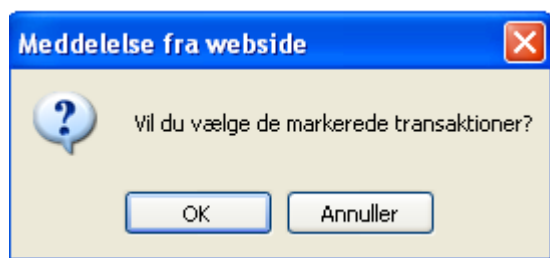 Meddelelse fra webside
Vil du vælge de markerede transaktioner?
OK
Annuller